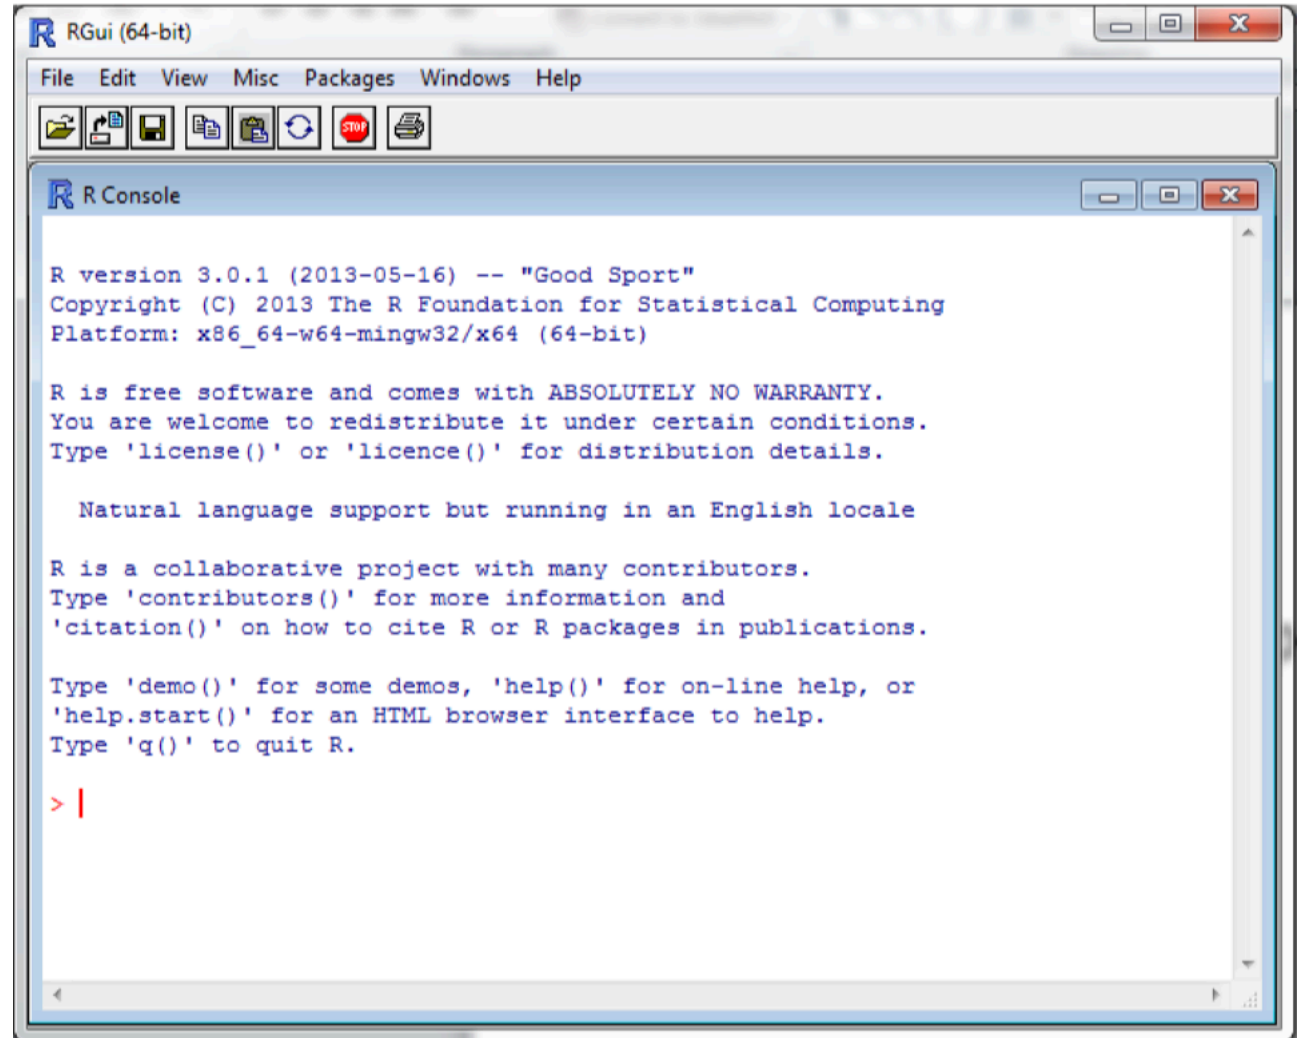 RGui (64-bit)
File Edit View Misc Packages Windows Help
STOP
R Console
R version 3.0.1 (2013-05-16) -- "Good Sport"
Copyright (C) 2013 The R Foundation for Statistical Computing
Platform: x86_64-w64-mingw32/x64 (64-bit)
R is free software and comes with ABSOLUTELY NO WARRANTY.
You are welcome to redistribute it under certain conditions.
Type 'license()' or 'licence()' for distribution details.
Natural language support but running in an English locale
R is a collaborative project with many contributors.
Type 'contributors()' for more information and
'citation()' on how to cite R or R packages in publications.
Type 'demo()' for some demos, 'help()' for on-line help, or
'help.start()' for an HTML browser interface to help.
Type 'q()' to quit R.
>